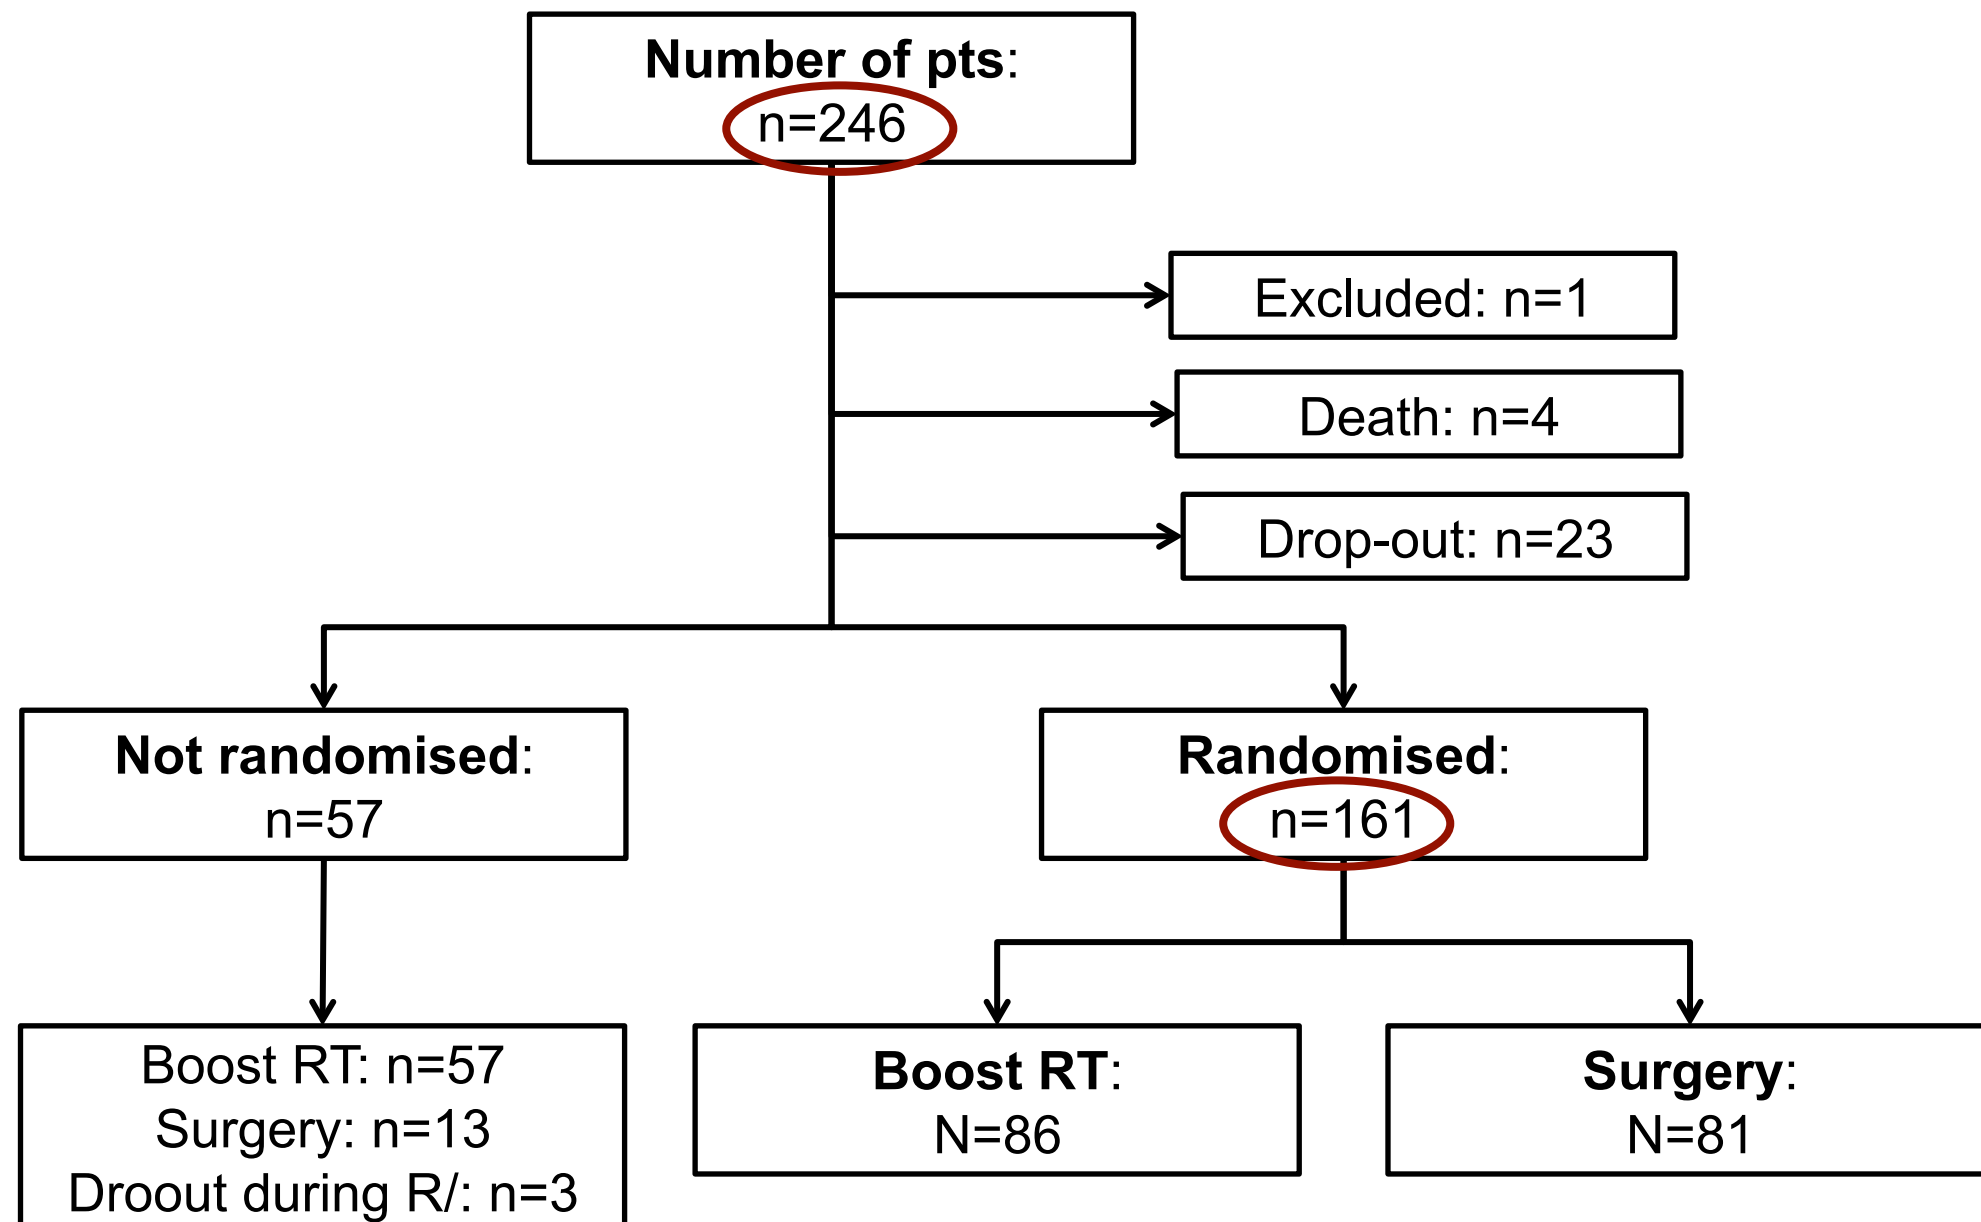 Number of pts:
n=246
Excluded: n=1
Death: n=4
Drop-out: n=23
Not randomised:
n=57
Randomised:
n=161
Boost RT: n=57
Surgery: n=13
Droout during R/: n=3
Boost RT:
N=86
Surgery:
N=81